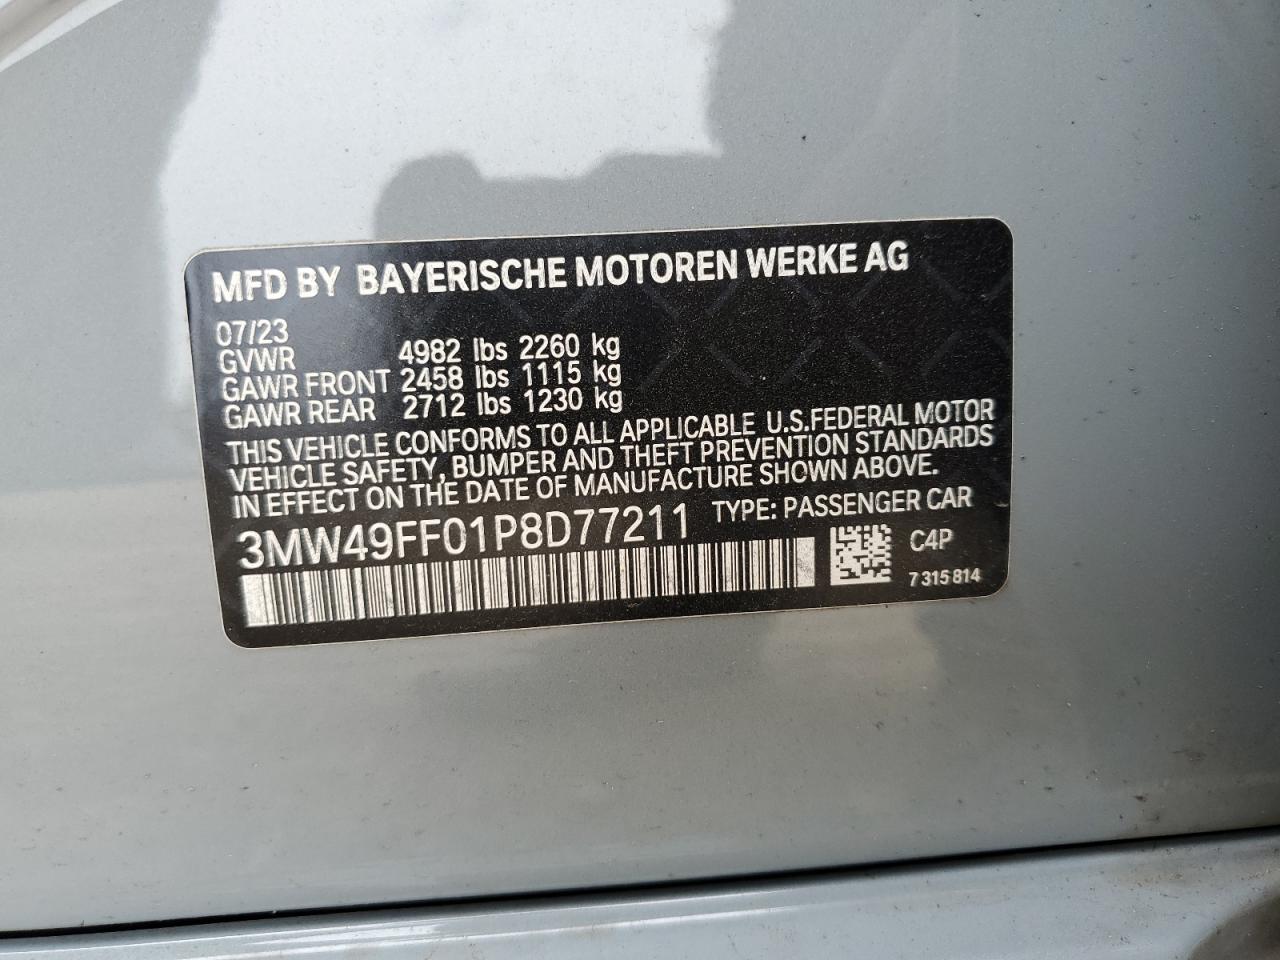 MFD BY BAYERISCHE MOTOREN WERKE AG
07/23
GVWR 4982 lbs 2260 kg
GAWR FRONT 2458 lbs 1115 kg
GAWR REAR 2712 lbs 1230 kg
THIS VEHICLE CONFORMS TO ALL APPLICABLE U.S.FEDERAL MOTOR
VEHICLE SAFETY, BUMPER AND THEFT PREVENTION STANDARDS
IN EFFECT ON THE DATE OF MANUFACTURE SHOWN ABOVE.
3MW49FF01P8D77211 TYPE: PASSENGER CAR
C4P
7 315 814